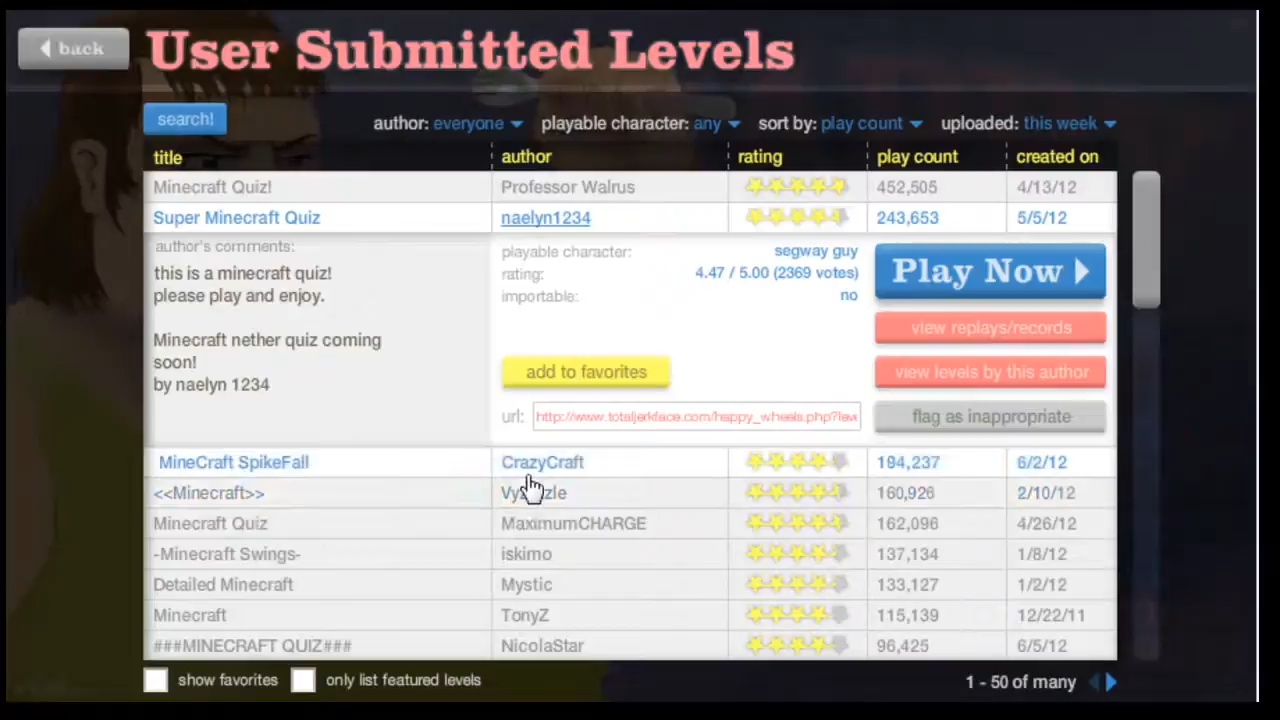 back
User Submitted Levels
search!
author: everyone playable character: any sort by: play count uploaded: this week
title author rating play count created on
Minecraft Quiz! Professor Walrus 452,505 4/13/12
Super Minecraft Quiz naelyn1234 243,653 5/5/12
author's comments:
this is a minecraft quiz!
please play and enjoy.
Minecraft nether quiz coming
soon!
by naelyn 1234
playable character: segway guy
rating: 4.47 / 5.00 (2369 votes)
importable: no
add to favorites
url: http://www.totaljerkface.com/happy_wheels.php?lev
Play Now
view replays/records
view levels by this author
flag as inappropriate
MineCraft SpikeFall CrazyCraft 194,237 6/2/12
<<Minecraft>> 160,926 2/10/12
Minecraft Quiz MaximumCHARGE 162,096 4/26/12
-Minecraft Swings- iskimo 137,134 1/8/12
Detailed Minecraft Mystic 133,127 1/2/12
Minecraft TonyZ 115,139 12/22/11
###MINECRAFT QUIZ### NicolaStar 96,425 6/5/12
show favorites only list featured levels 1 - 50 of many